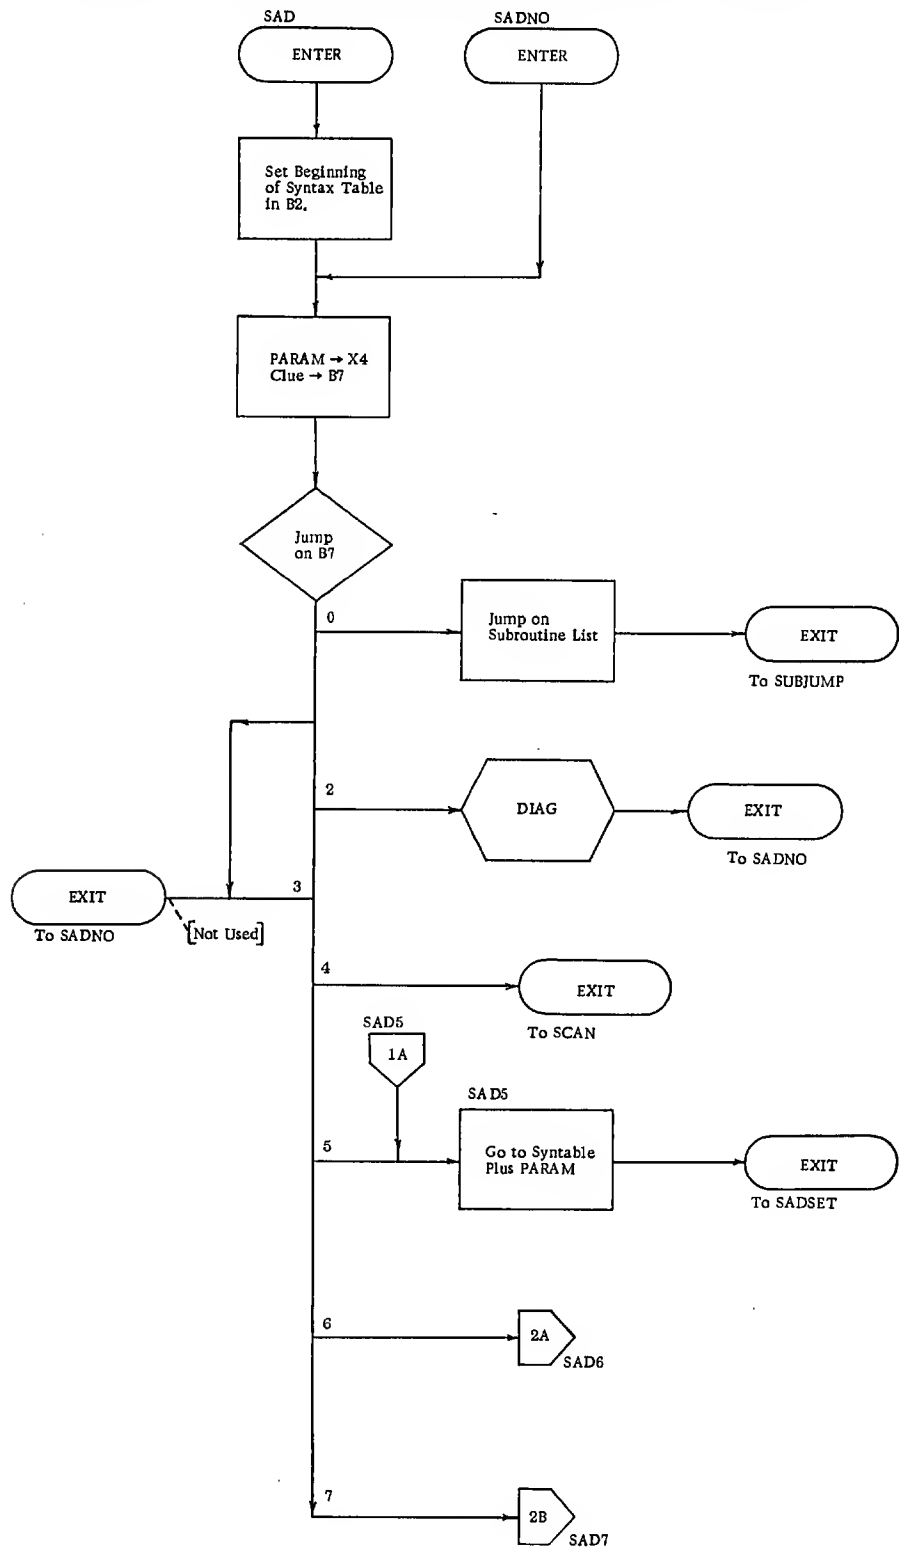 SAD
SADNO
ENTER
ENTER
Set Beginning
of Syntax Table
in B2.
PARAM → X4
Clue → B7
Jump
on B7
0
Jump on
Subroutine List
EXIT
To SUBJUMP
2
DIAG
EXIT
To SADNO
3
EXIT
To SADNO
[Not Used]
4
EXIT
To SCAN
SAD5
1A
SAD5
5
Go to Syntable
Plus PARAM
EXIT
To SADSET
6
2A
SAD6
7
2B
SAD7